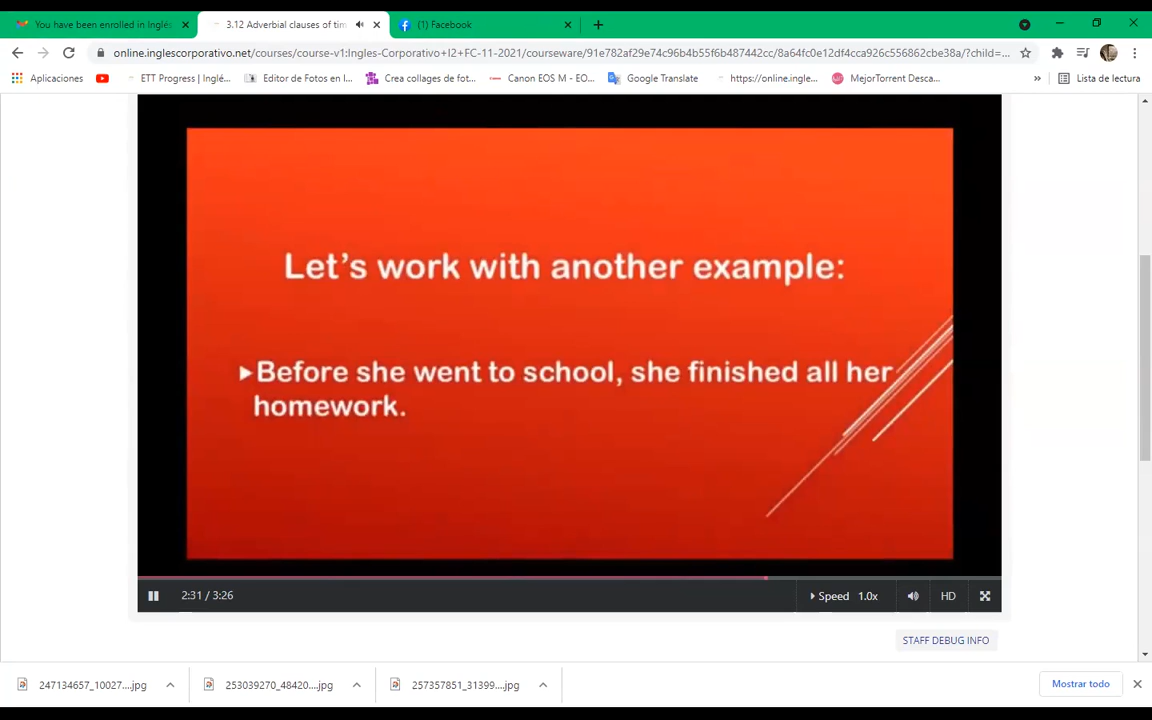 You have been enrolled in Inglés
3.12 Adverbial clauses of tim
(1) Facebook
online.inglescorporativo.net/courses/course-v1:Ingles-Corporativo+I2+FC-11-2021/courseware/91e782af29e74c96b4b55f6b487442cc/8a64fc0e12df4cca926c556862cbe38a/?child=...
Aplicaciones
ETT Progress | Inglé...
Editor de Fotos en l...
Crea collages de fot...
Canon EOS M - EO...
Google Translate
https://online.ingle...
MejorTorrent Desca...
»
Lista de lectura
Let's work with another example:
Before she went to school, she finished all her
homework.
2:31 / 3:26
Speed 1.0x
HD
STAFF DEBUG INFO
247134657_10027....jpg
253039270_48420....jpg
257357851_31399....jpg
Mostrar todo